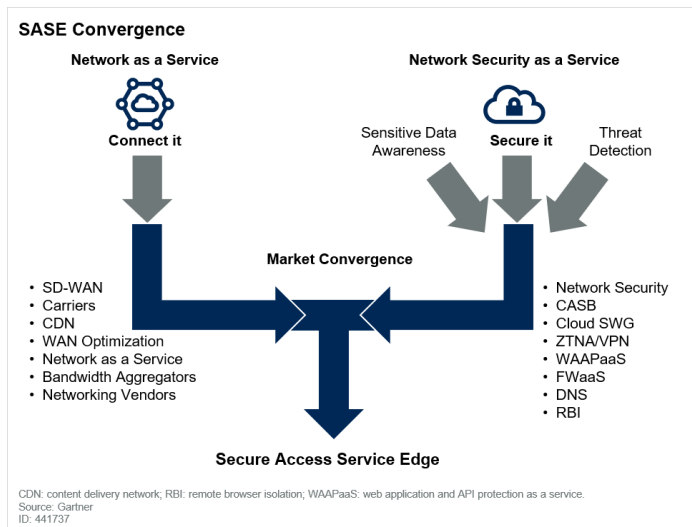 SASE Convergence
Network as a Service
Network Security as a Service
Connect it
Sensitive Data
Awareness
Secure it
Threat
Detection
Market Convergence
• SD-WAN
• Carriers
• CDN
• WAN Optimization
• Network as a Service
• Bandwidth Aggregators
• Networking Vendors
• Network Security
• CASB
• Cloud SWG
• ZTNA/VPN
• WAAPaaS
• FWaaS
• DNS
• RBI
Secure Access Service Edge
CDN: content delivery network; RBI: remote browser isolation; WAAPaaS: web application and API protection as a service.
Source: Gartner
ID: 441737